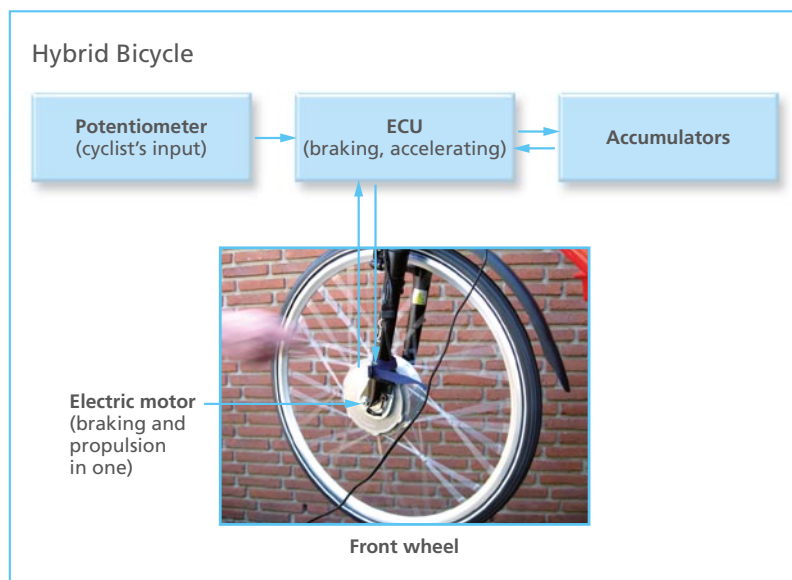 Hybrid Bicycle
Potentiometer
(cyclist's input)
ECU
(braking, accelerating)
Accumulators
Electric motor
(braking and
propulsion
in one)
Front wheel